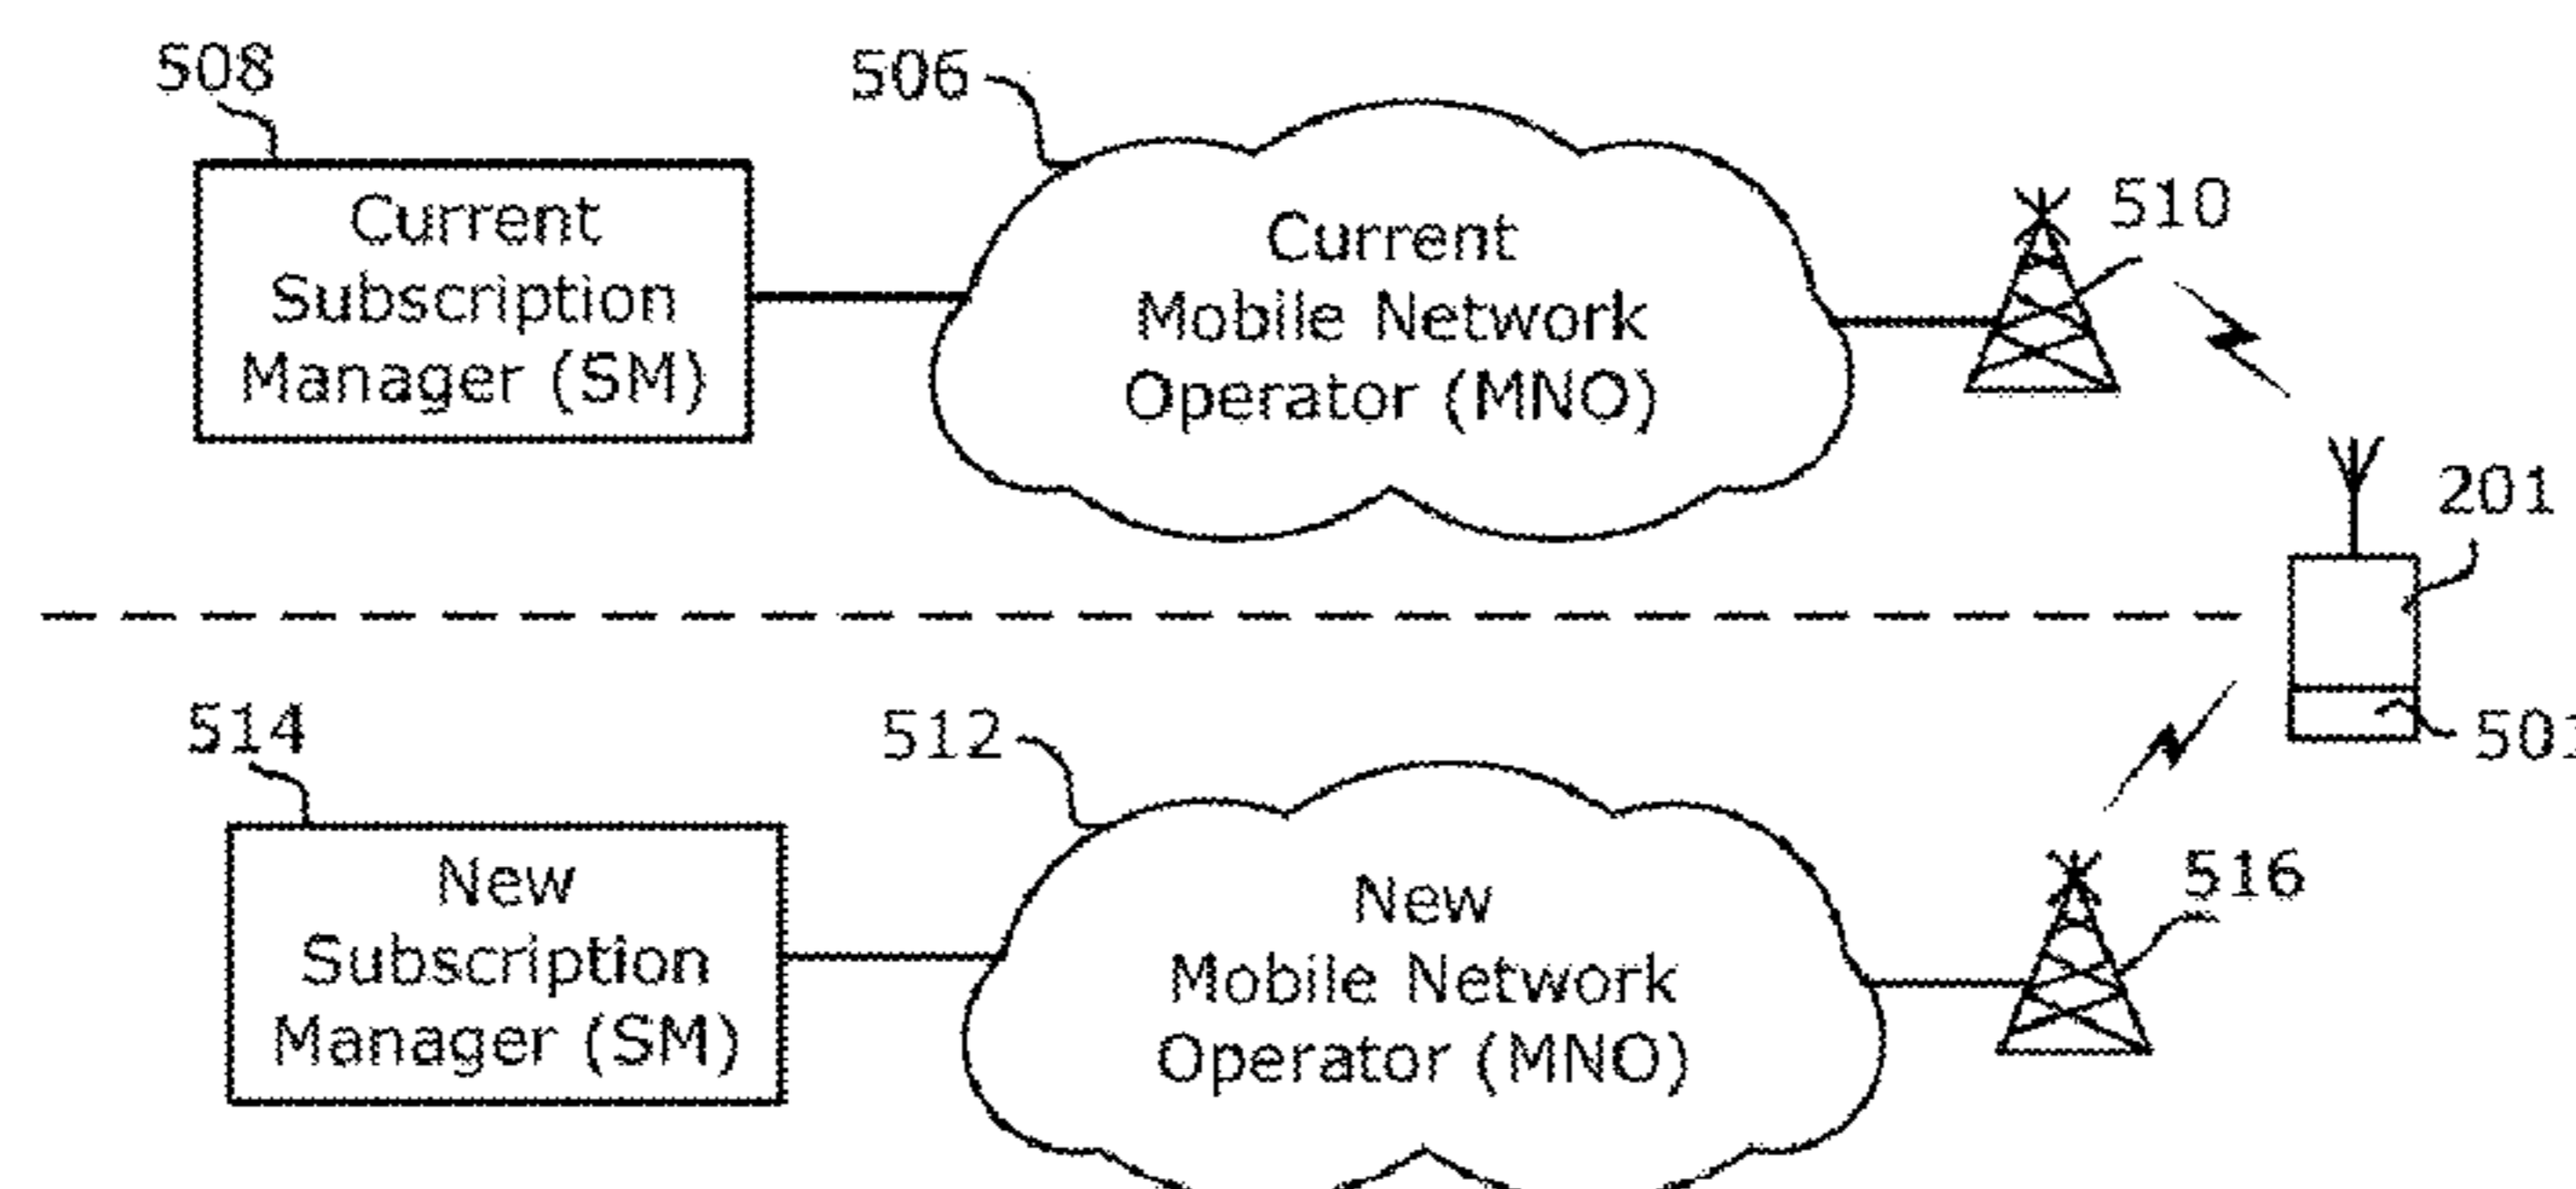 508
506
510
Current
Subscription
Manager (SM)
Current
Mobile Network
Operator (MNO)
201
514
512
501
New
Subscription
Manager (SM)
New
Mobile Network
Operator (MNO)
516